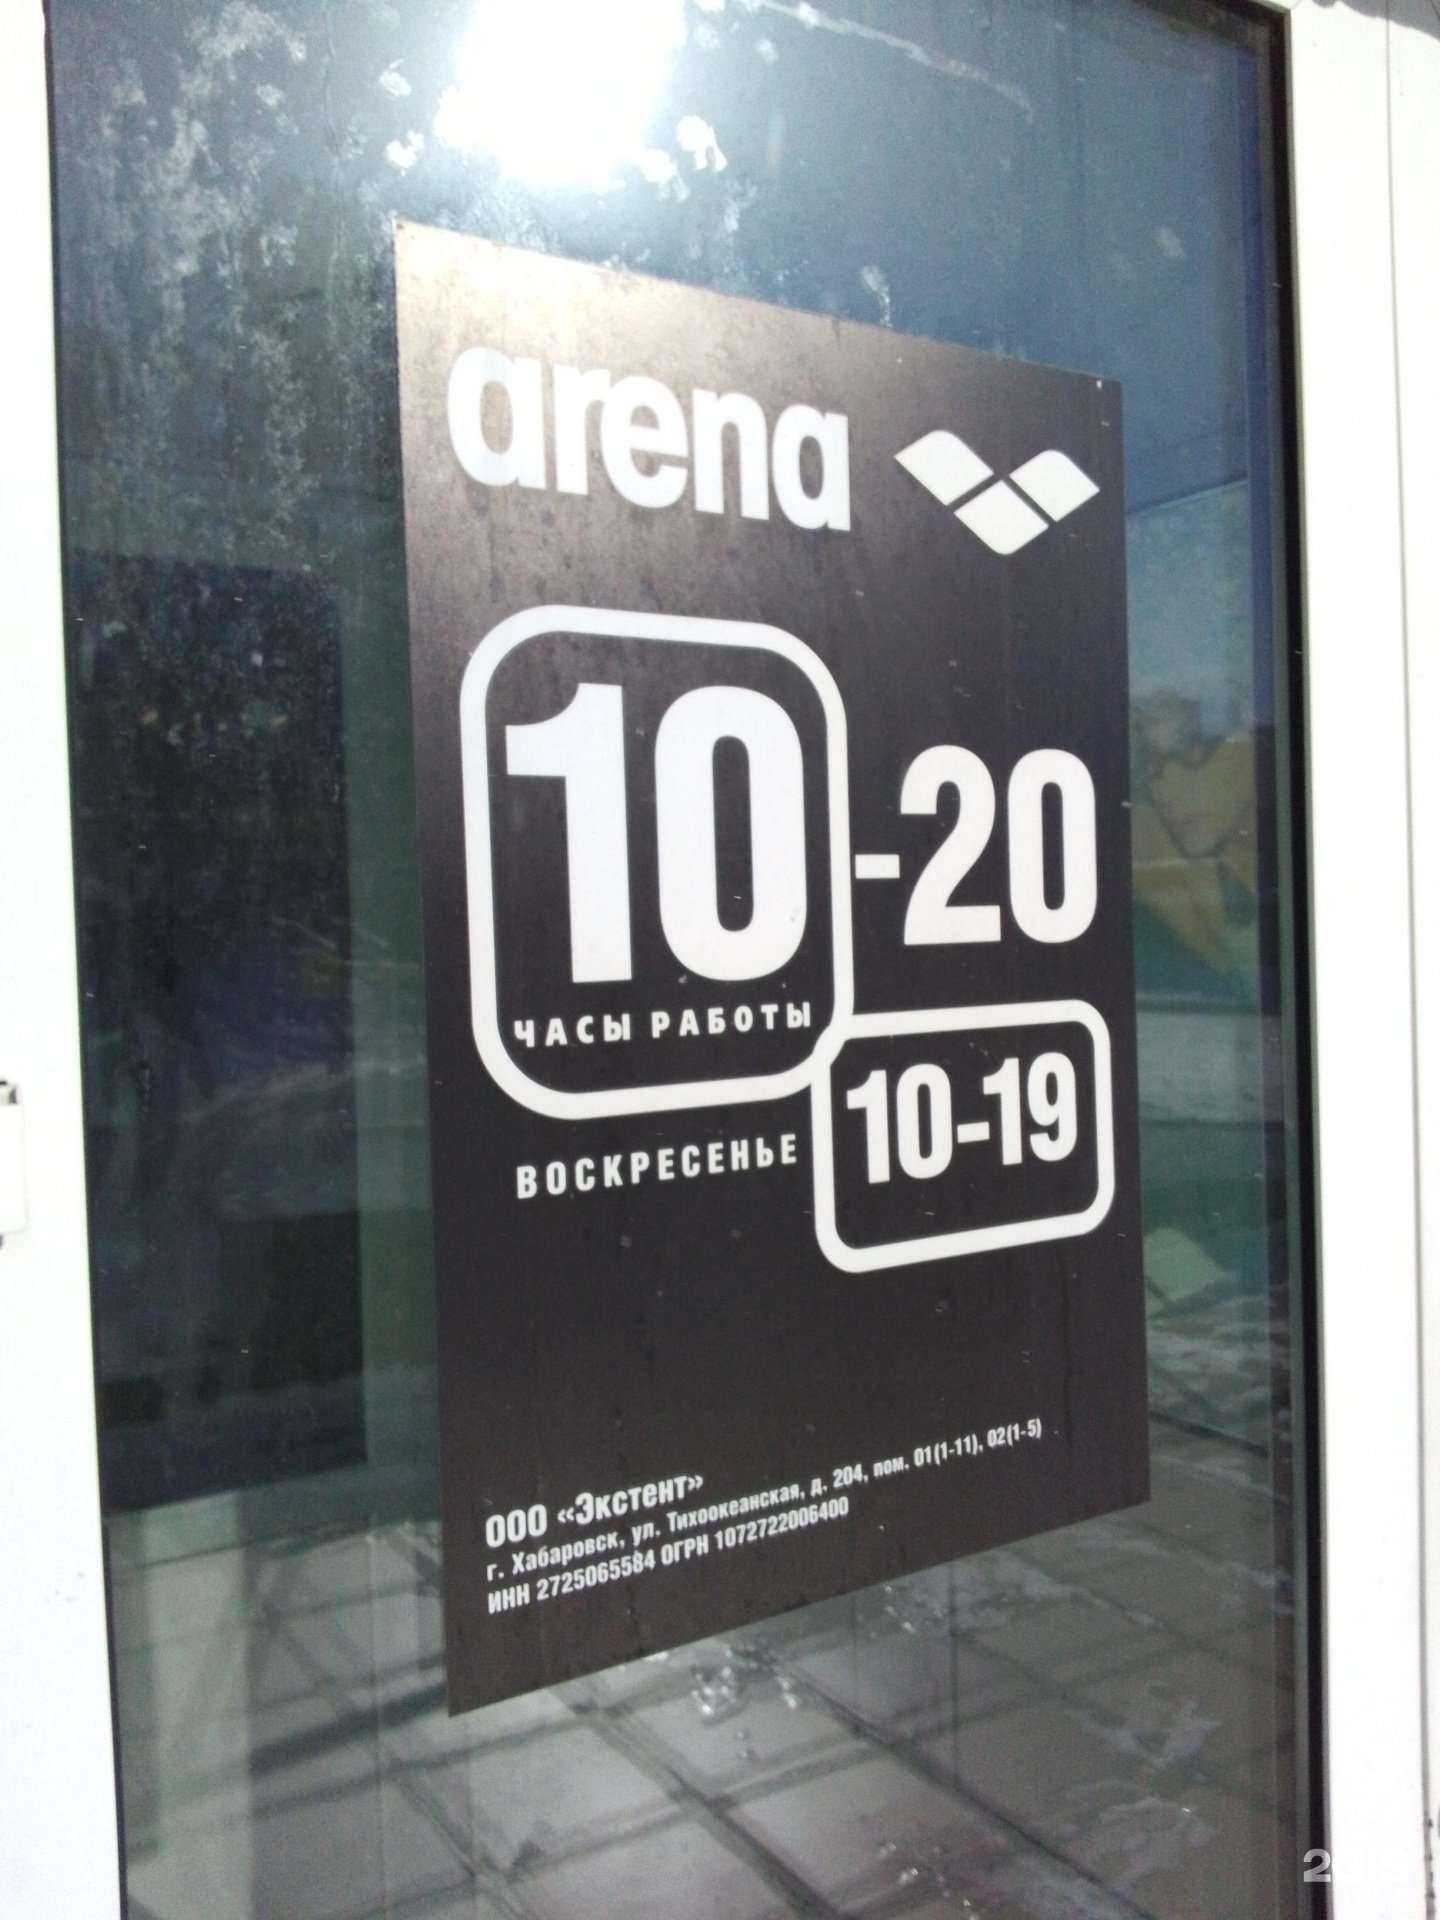 arena
10-20
ЧАСЫ РАБОТЫ
ВОСКРЕСЕНЬЕ 10-19
ООО «Экстент»
г. Хабаровск, ул. Тихоокеанская, д. 204, пом. 01(1-11), 02(1-5)
ИНН 2725065584 ОГРН 1072722006400